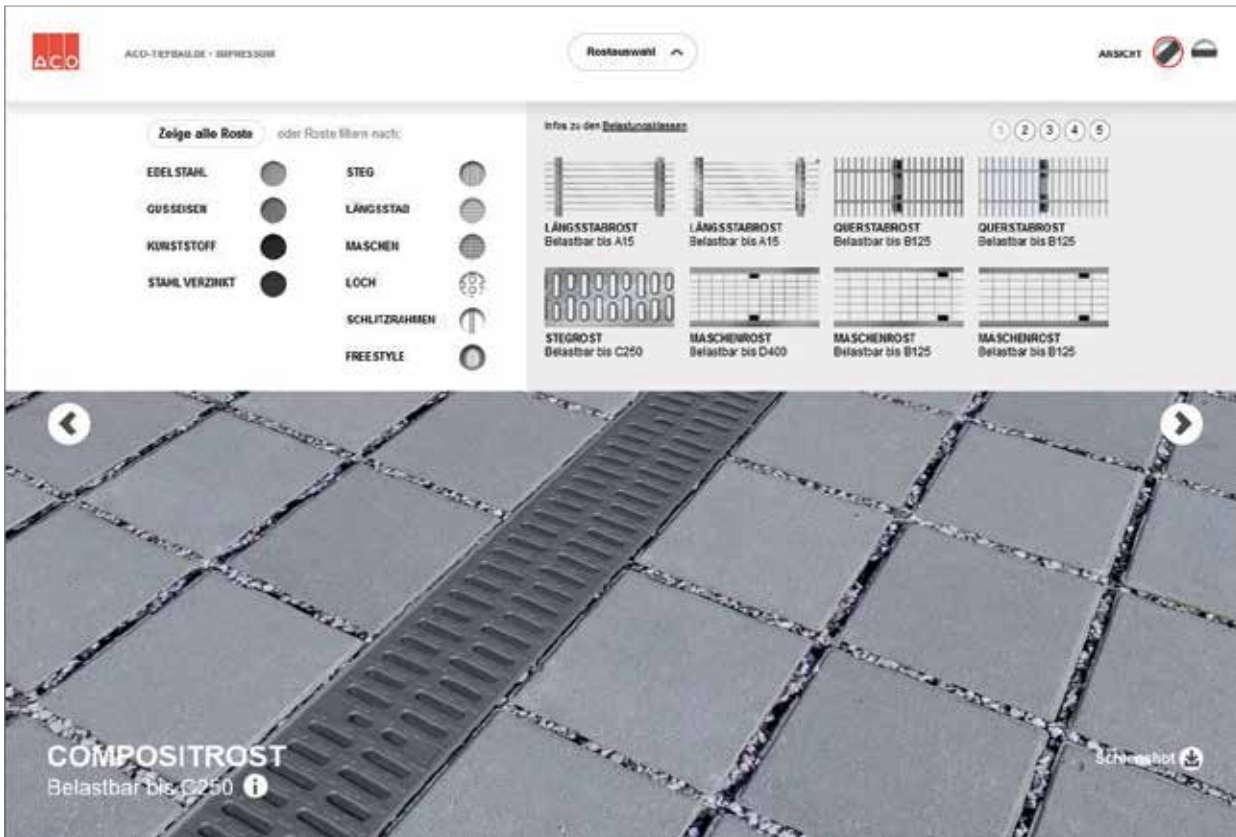 ACO
ACO-TIEFBAU.DE • IMPRESSUM
Rostauswahl
ANSICHT
Zeige alle Roste
oder Roste filtern nach:
EDELSTAHL
GUSSEISEN
KUNSTSTOFF
STAHL VERZINKT
STEG
LÄNGSSTAB
MASCHEN
LOCH
SCHLITZRAHMEN
FREESTYLE
Infos zu den Belastungsklassen
1 2 3 4 5
LÄNGSSTABROST
Belastbar bis A15
LÄNGSSTABROST
Belastbar bis A15
QUERSTABROST
Belastbar bis B125
QUERSTABROST
Belastbar bis B125
STEGROST
Belastbar bis C250
MASCHENROST
Belastbar bis D400
MASCHENROST
Belastbar bis B125
MASCHENROST
Belastbar bis B125
COMPOSITROST
Belastbar bis C250 i
Screenshot